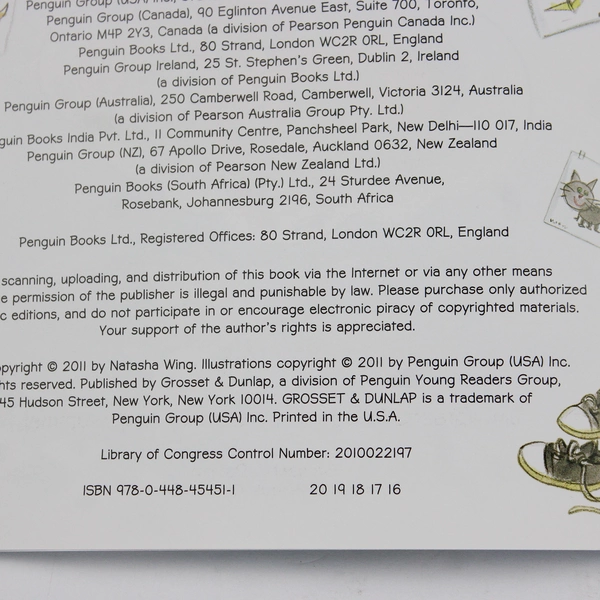 Penguin Group (Canada), 90 Eglinton Avenue East, Suite 700, Toronto,
Ontario M4P 2Y3, Canada (a division of Pearson Penguin Canada Inc.)
Penguin Books Ltd., 80 Strand, London WC2R 0RL, England
Penguin Group Ireland, 25 St. Stephen's Green, Dublin 2, Ireland
(a division of Penguin Books Ltd.)
Penguin Group (Australia), 250 Camberwell Road, Camberwell, Victoria 3124, Australia
(a division of Pearson Australia Group Pty. Ltd.)
guin Books India Pvt. Ltd., 11 Community Centre, Panchsheel Park, New Delhi—110 017, India
Penguin Group (NZ), 67 Apollo Drive, Rosedale, Auckland 0632, New Zealand
(a division of Pearson New Zealand Ltd.)
Penguin Books (South Africa) (Pty.) Ltd., 24 Sturdee Avenue,
Rosebank, Johannesburg 2196, South Africa
Penguin Books Ltd., Registered Offices: 80 Strand, London WC2R 0RL, England
scanning, uploading, and distribution of this book via the Internet or via any other means
e permission of the publisher is illegal and punishable by law. Please purchase only authorized
c editions, and do not participate in or encourage electronic piracy of copyrighted materials.
Your support of the author's rights is appreciated.
opyright © 2011 by Natasha Wing. Illustrations copyright © 2011 by Penguin Group (USA) Inc.
hts reserved. Published by Grosset & Dunlap, a division of Penguin Young Readers Group,
45 Hudson Street, New York, New York 10014. GROSSET & DUNLAP is a trademark of
Penguin Group (USA) Inc. Printed in the U.S.A.
Library of Congress Control Number: 2010022197
ISBN 978-0-448-45451-1 20 19 18 17 16